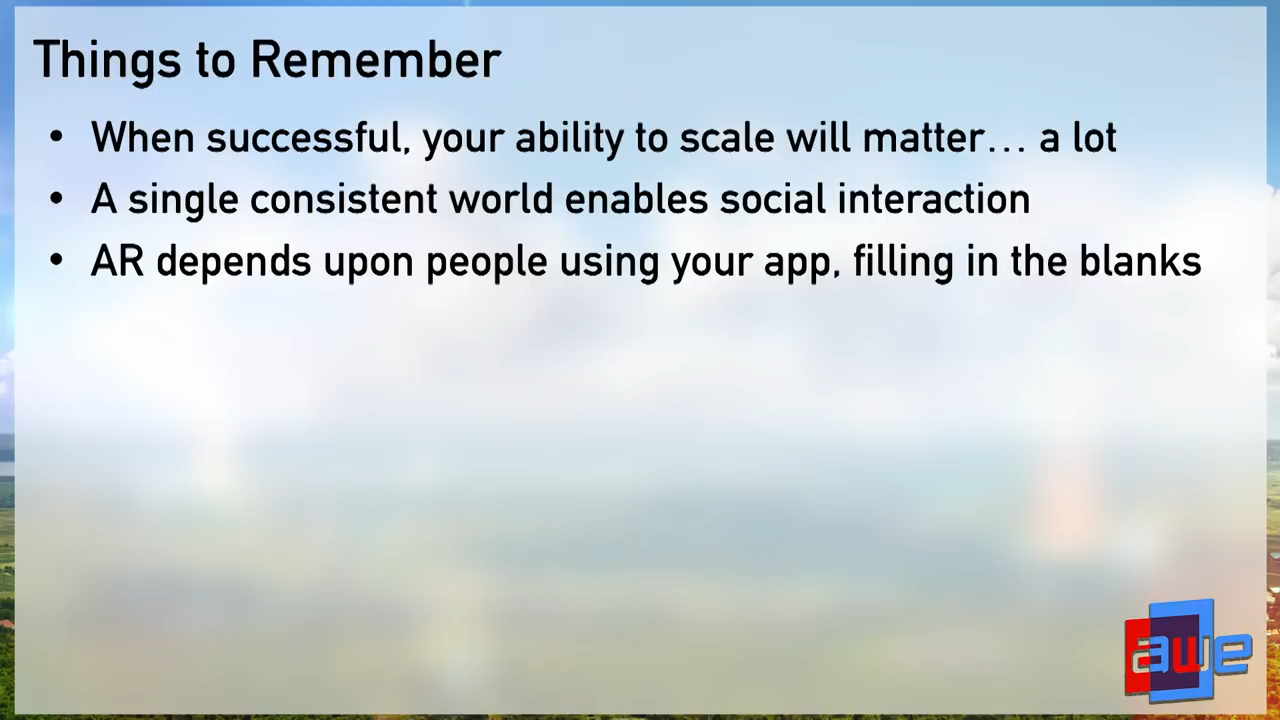 Things to Remember
• When successful, your ability to scale will matter… a lot
• A single consistent world enables social interaction
• AR depends upon people using your app, filling in the blanks
awe